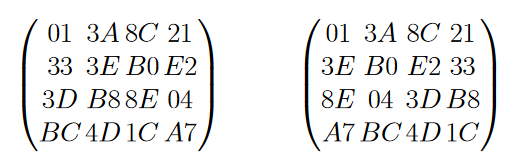 01 3A 8C 21 01 3A 8C 21
33 3E B0 E2 3E B0 E2 33
3D B8 8E 04 8E 04 3D B8
BC 4D 1C A7 A7 BC 4D 1C